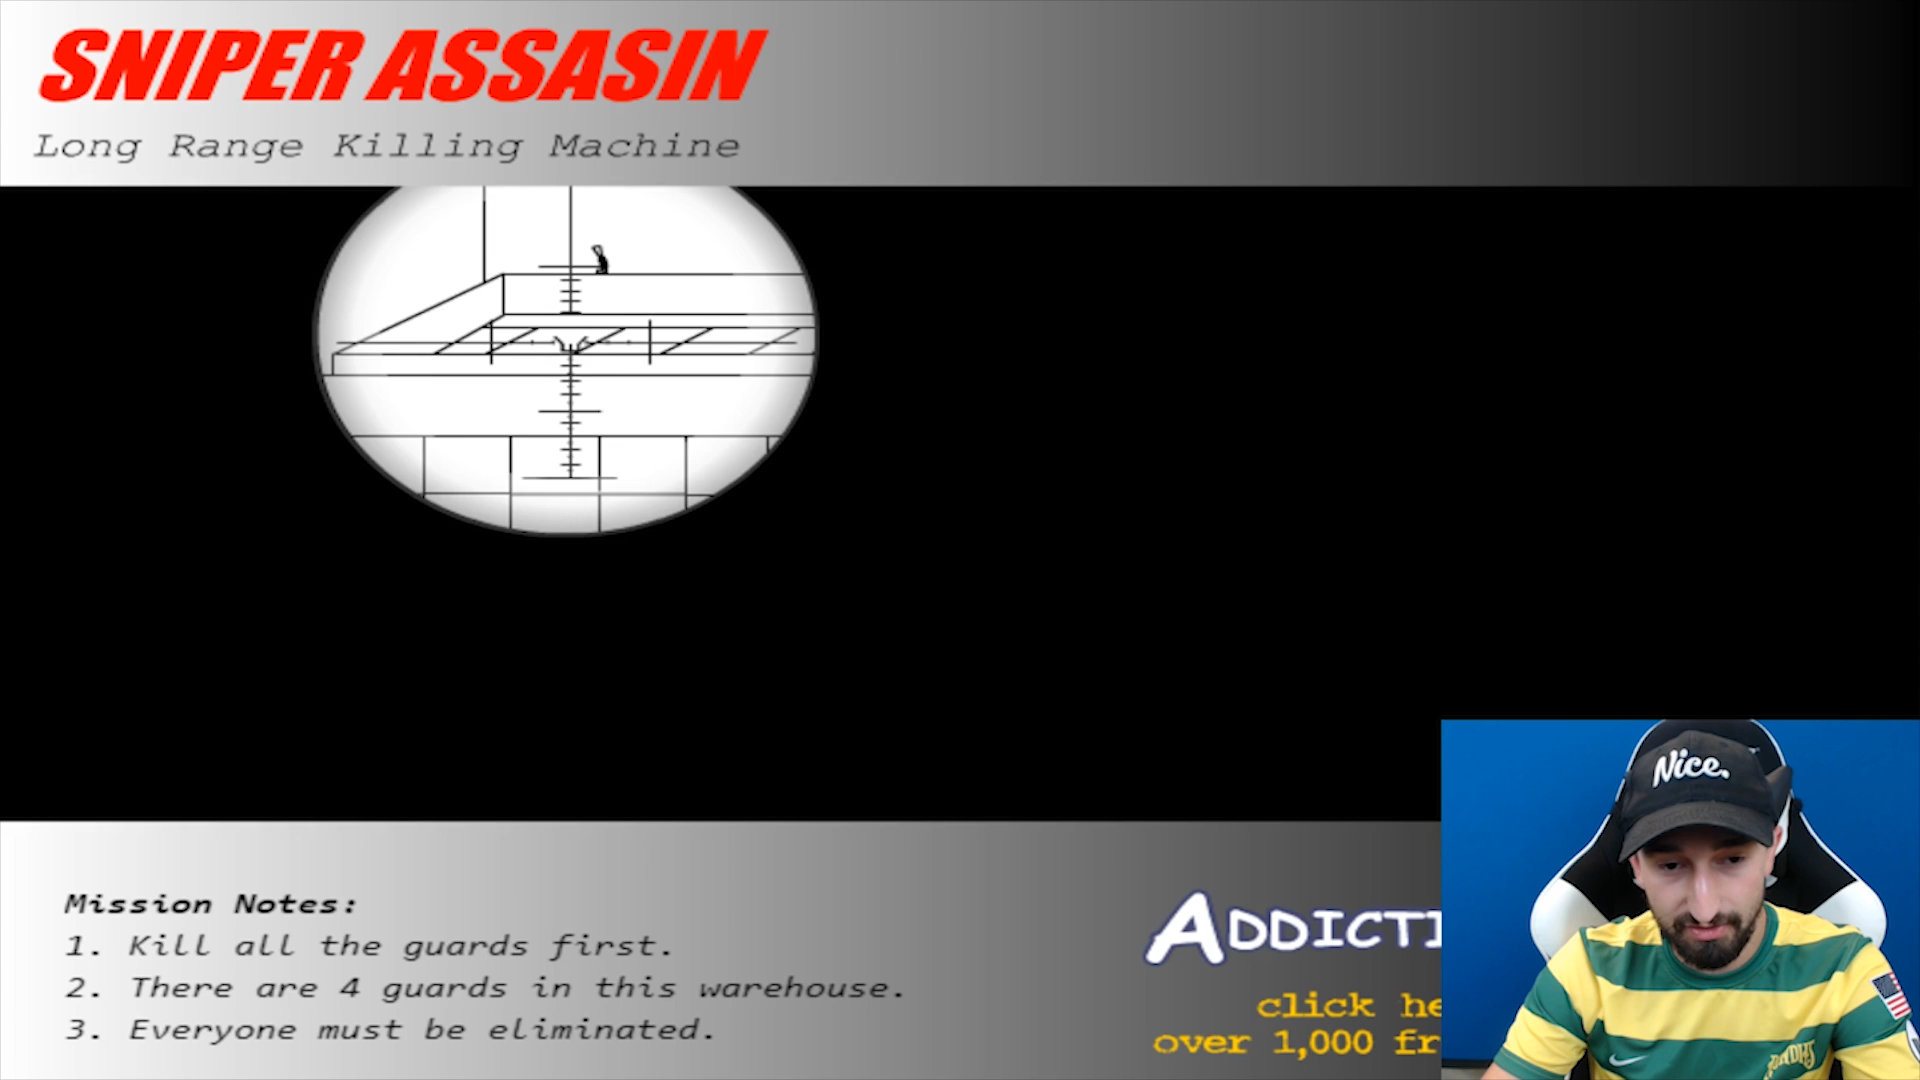 SNIPER ASSASIN
Long Range Killing Machine
Mission Notes:
1. Kill all the guards first.
2. There are 4 guards in this warehouse.
3. Everyone must be eliminated.
ADDICTI
click he
over 1,000 fr
Nice.